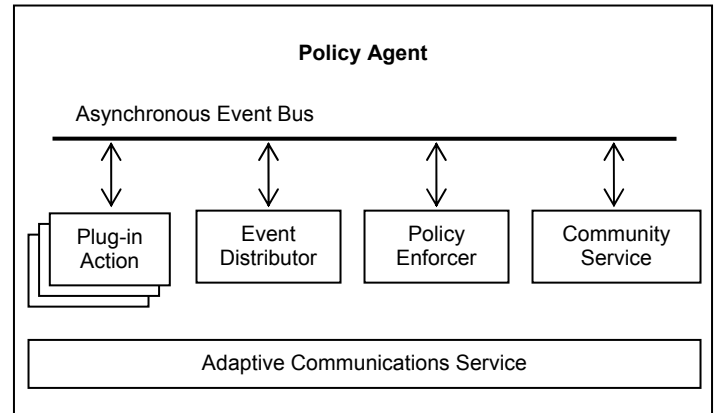 Policy Agent
Asynchronous Event Bus
Plug-in
Action
Event
Distributor
Policy
Enforcer
Community
Service
Adaptive Communications Service